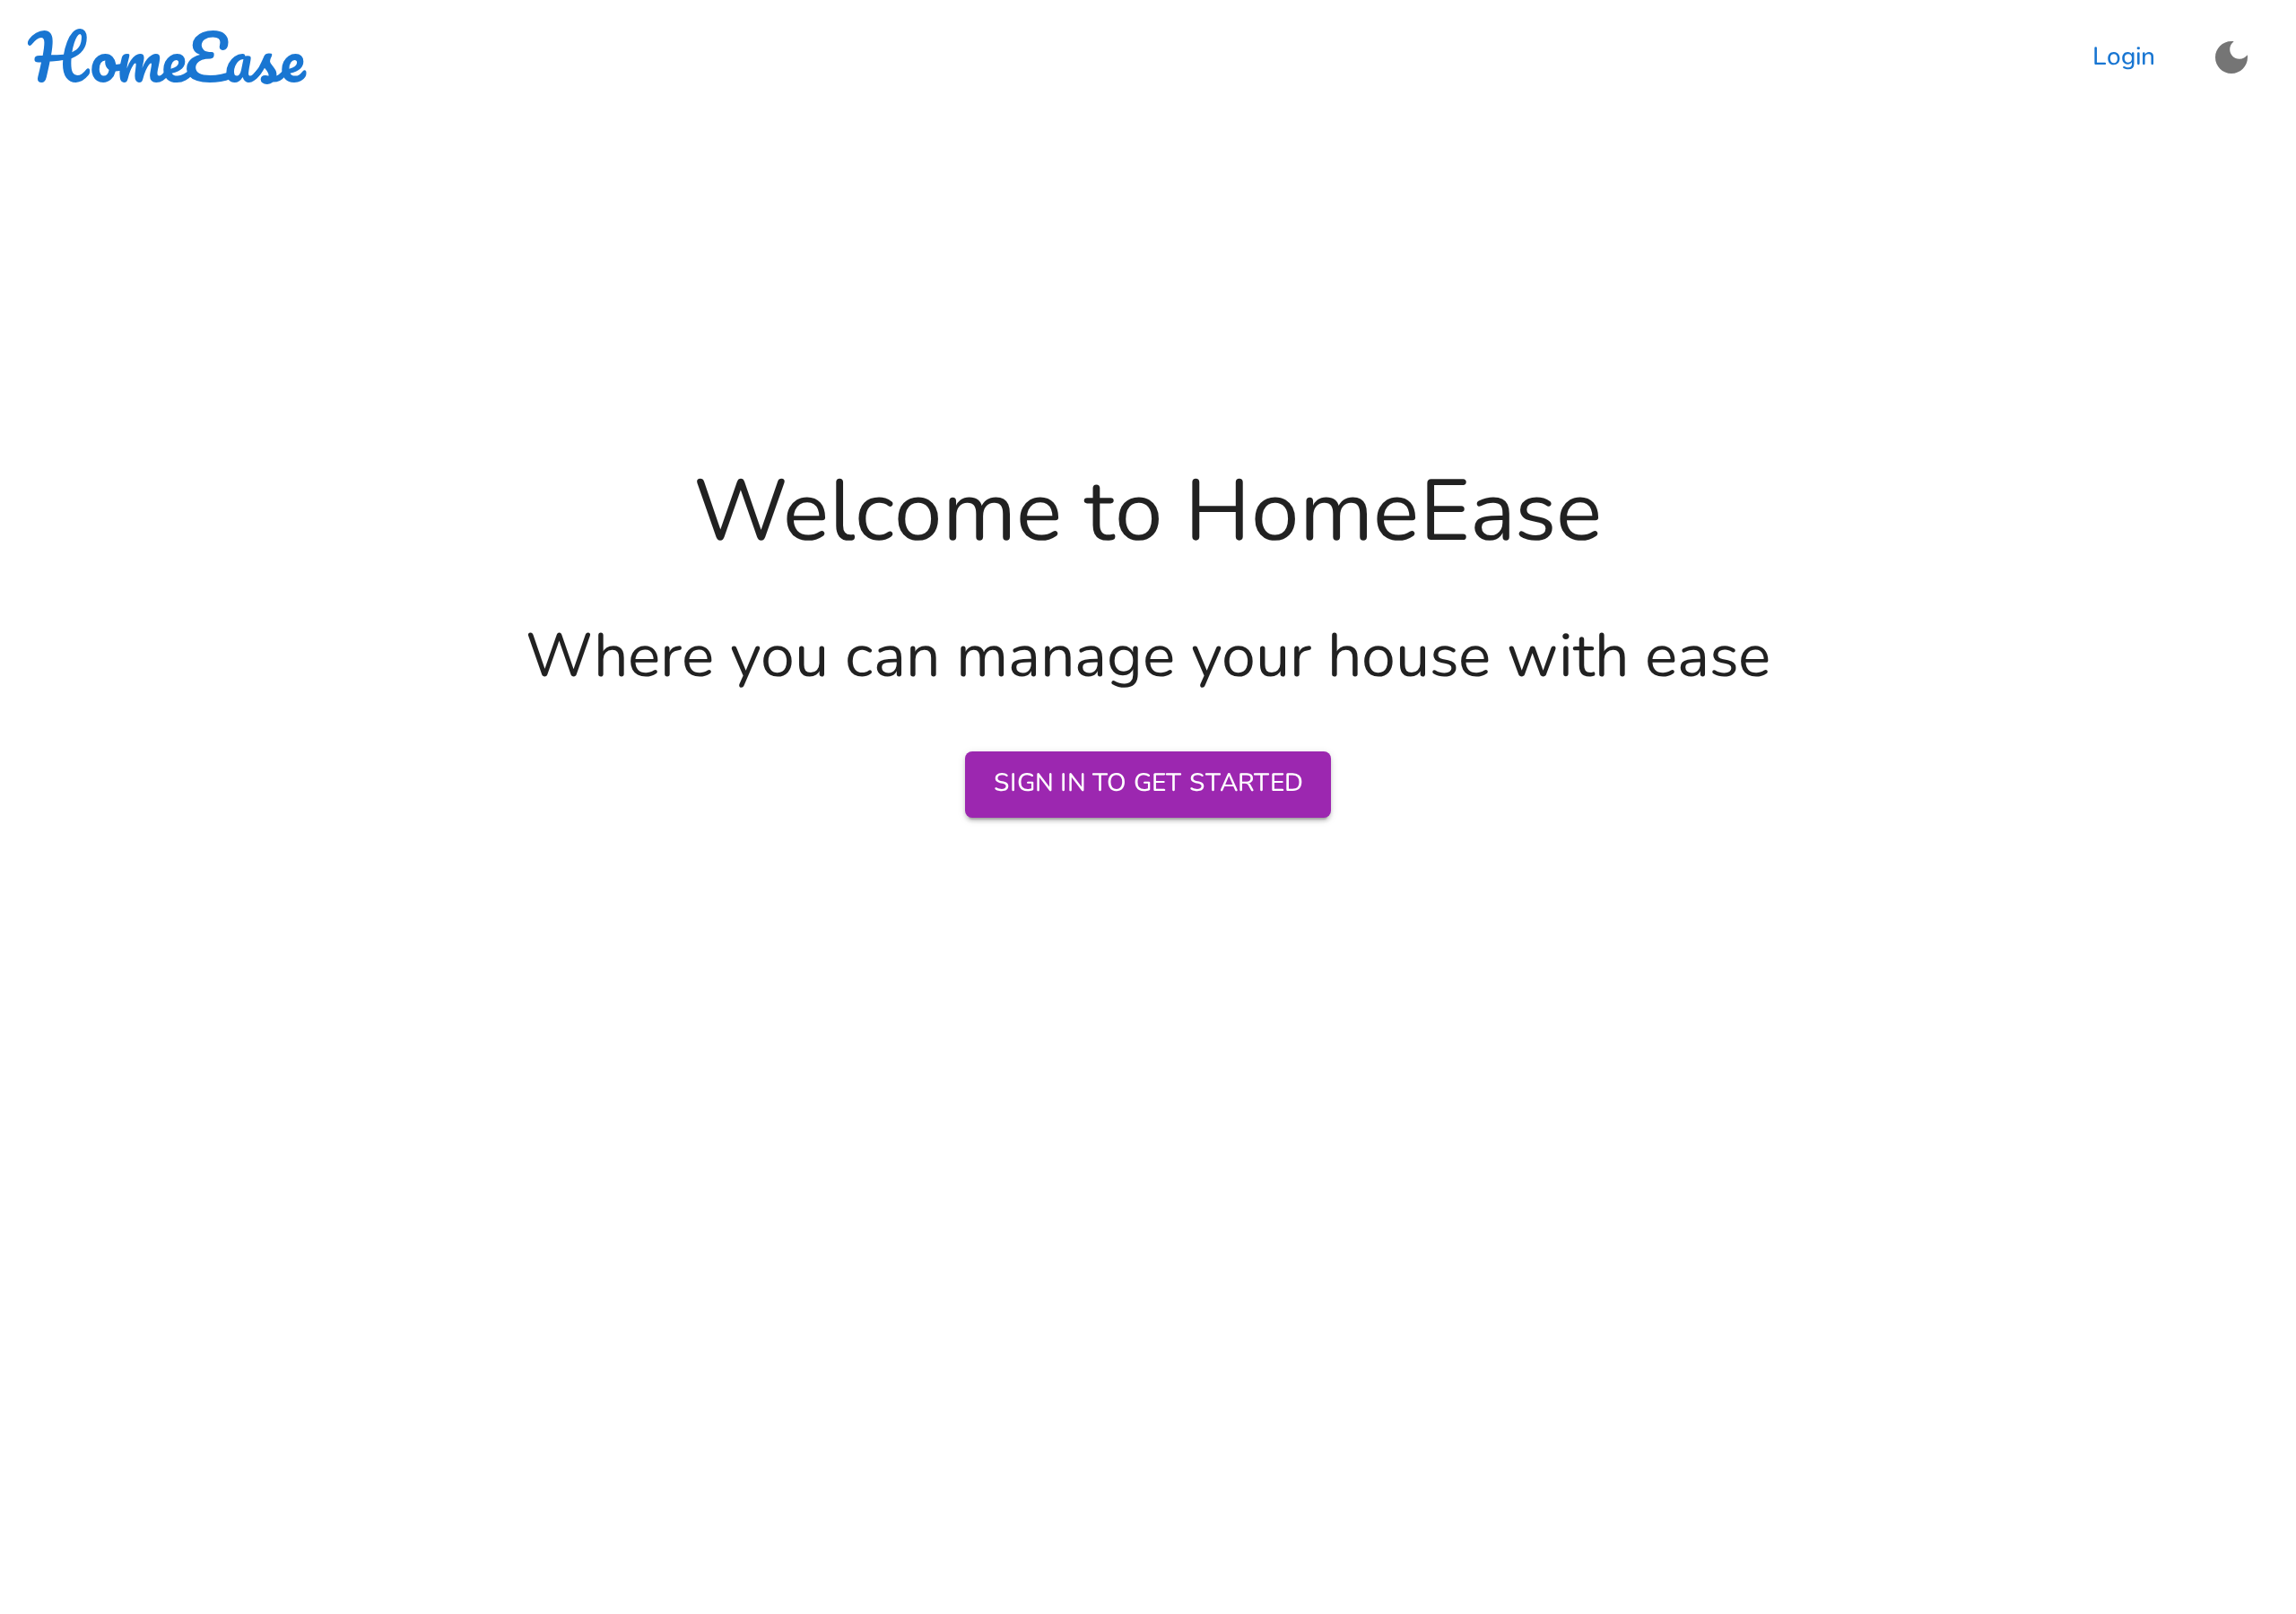 HomeEase
Login
Welcome to HomeEase
Where you can manage your house with ease
SIGN IN TO GET STARTED